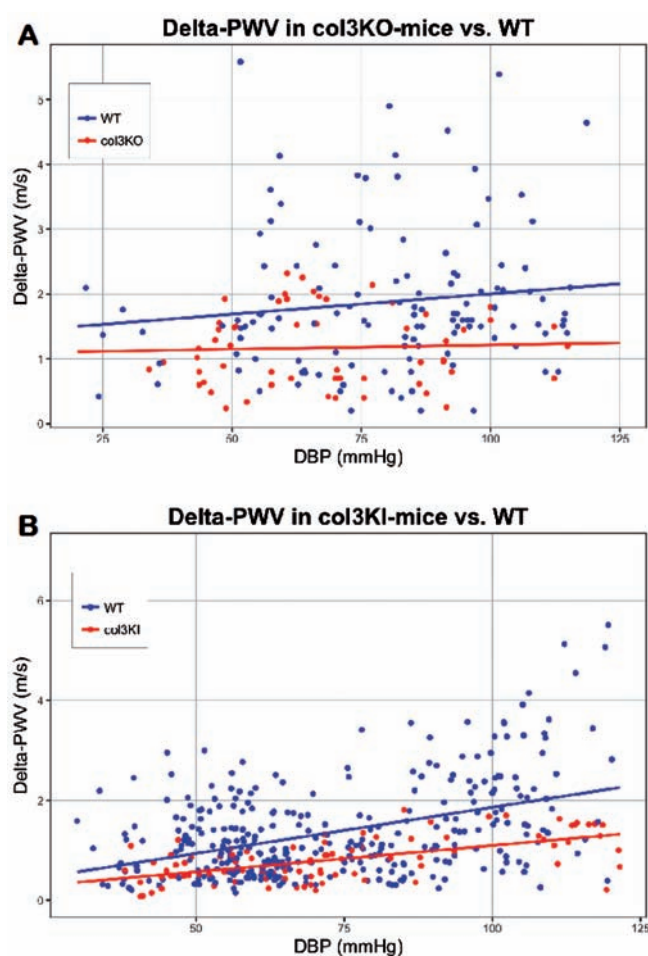 A
Delta-PWV in col3KO-mice vs. WT
Delta-PWV (m/s)
WT
col3KO
5
4
3
2
1
0
25
50
75
100
125
DBP (mmHg)
B
Delta-PWV in col3KI-mice vs. WT
Delta-PWV (m/s)
WT
col3KI
6
4
2
0
50
75
100
DBP (mmHg)